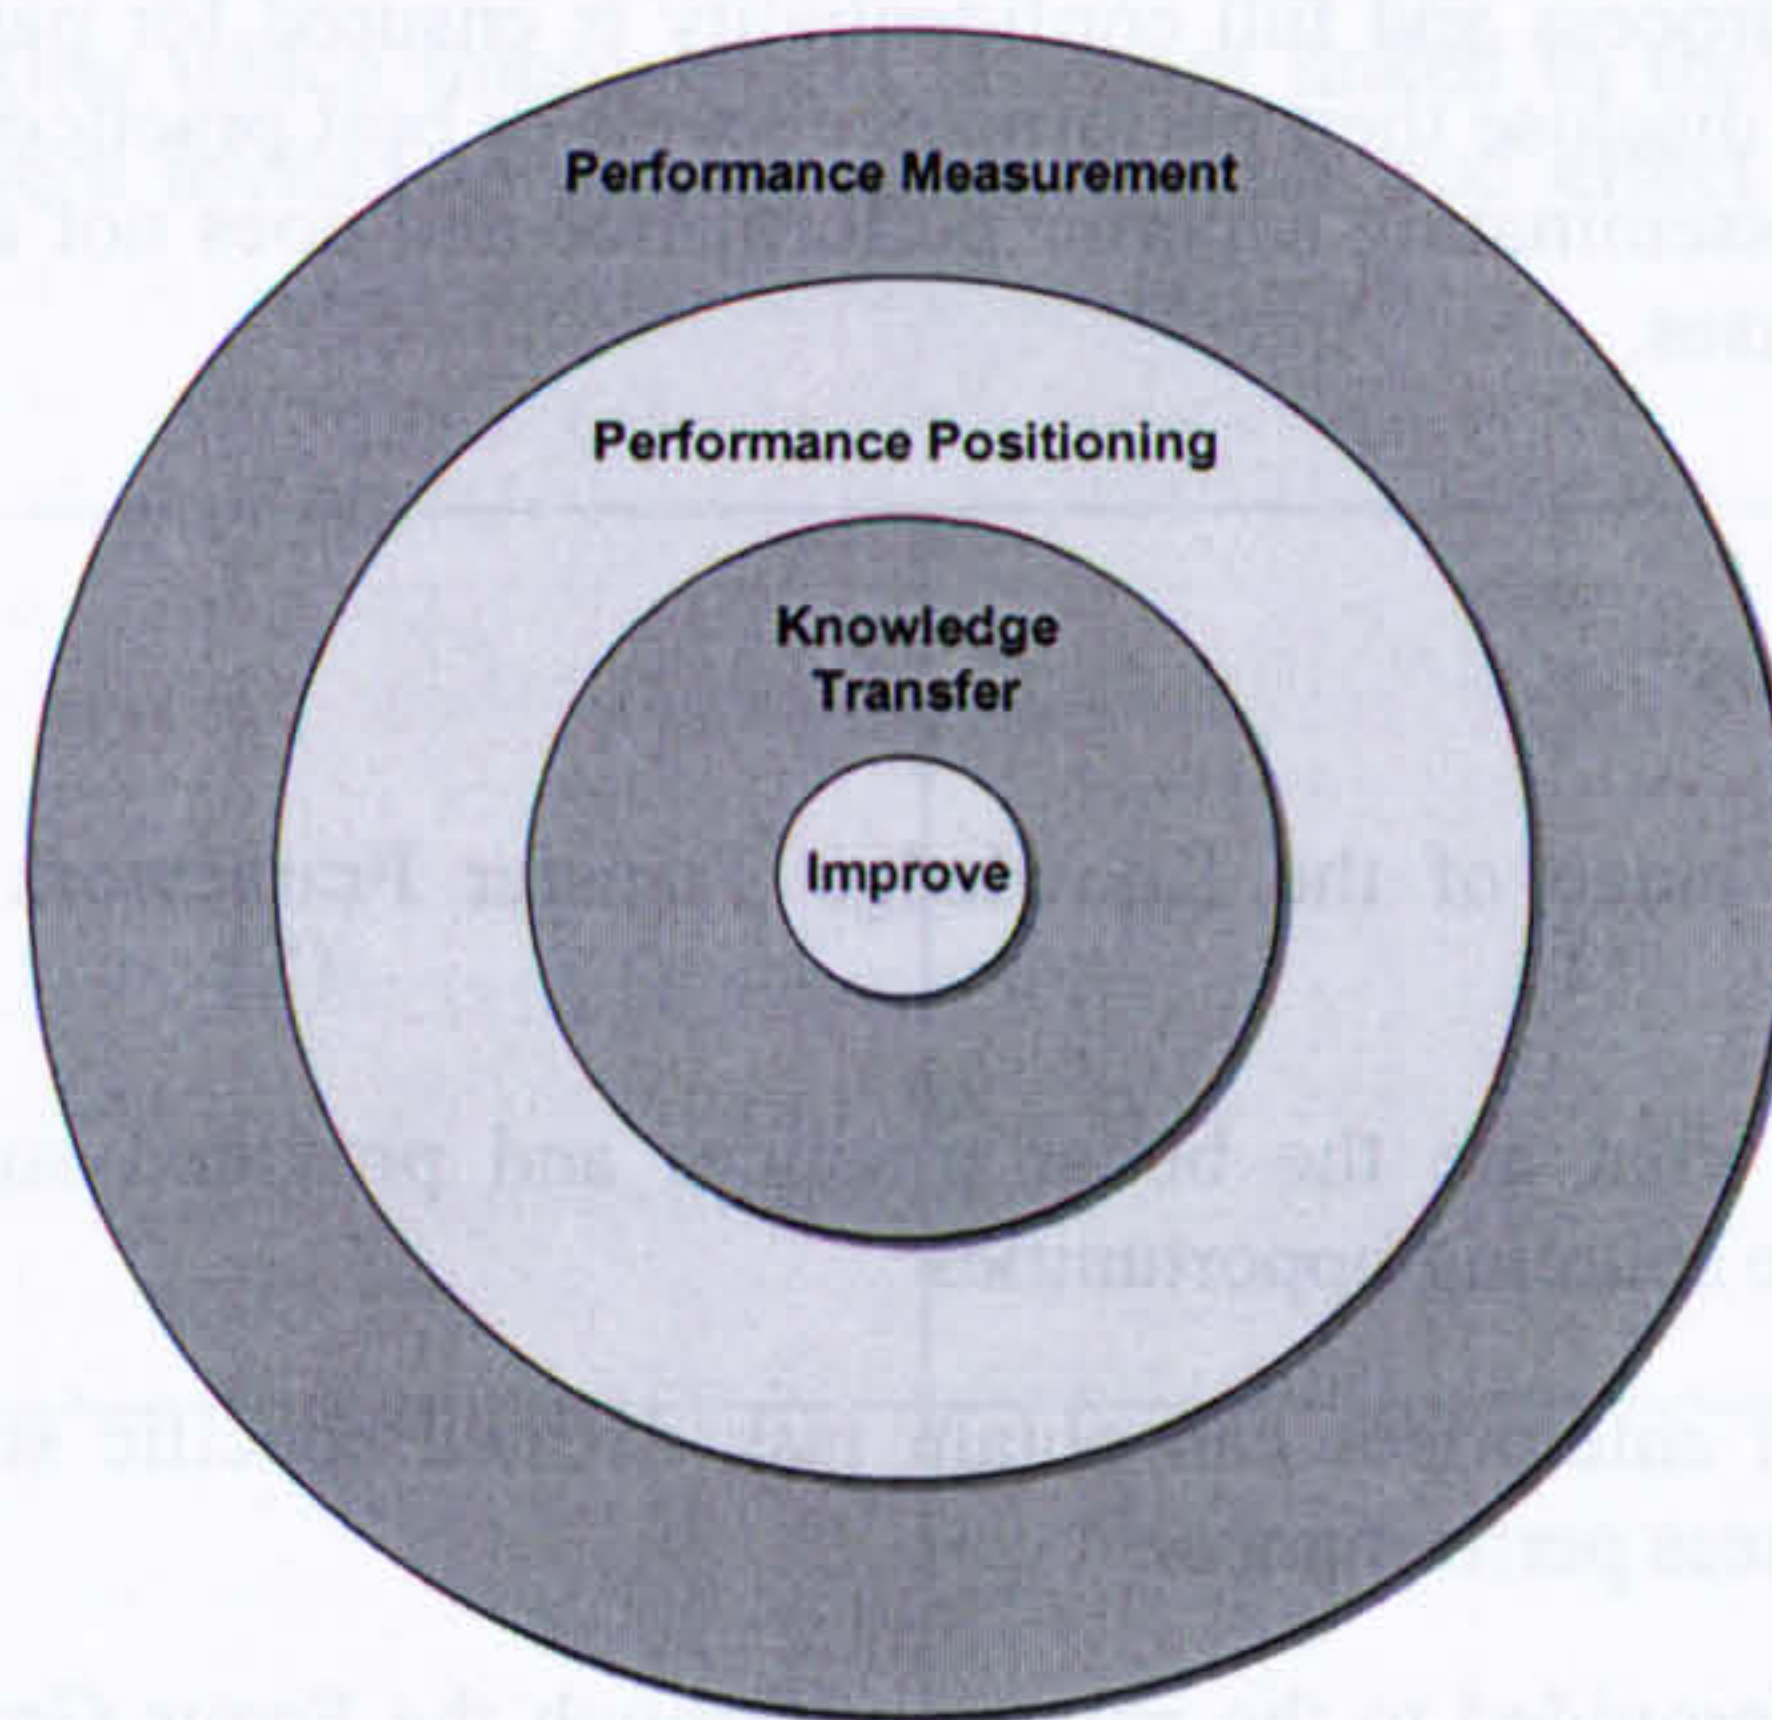 Performance Measurement
Performance Positioning
Knowledge
Transfer
Improve